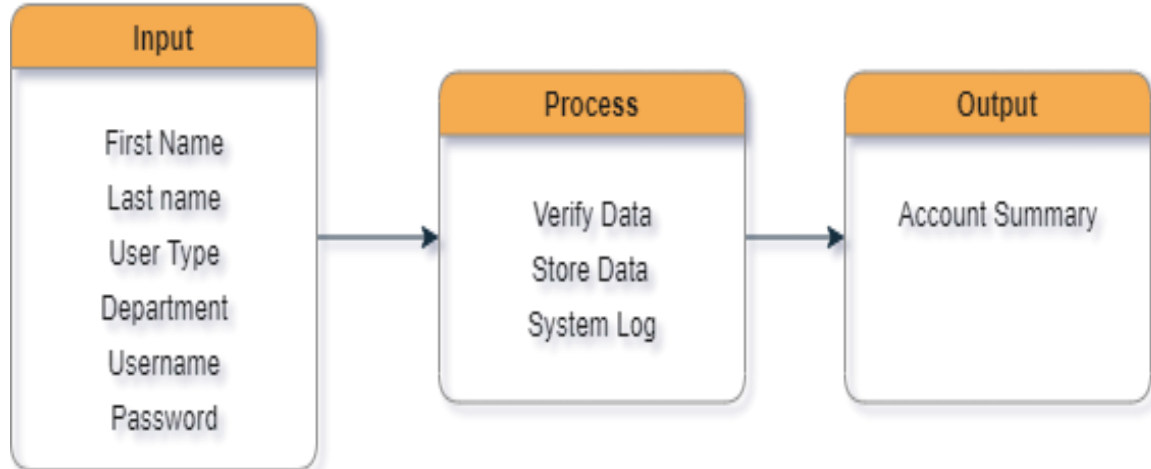 Input
First Name
Last name
User Type
Department
Username
Password
Process
Verify Data
Store Data
System Log
Output
Account Summary